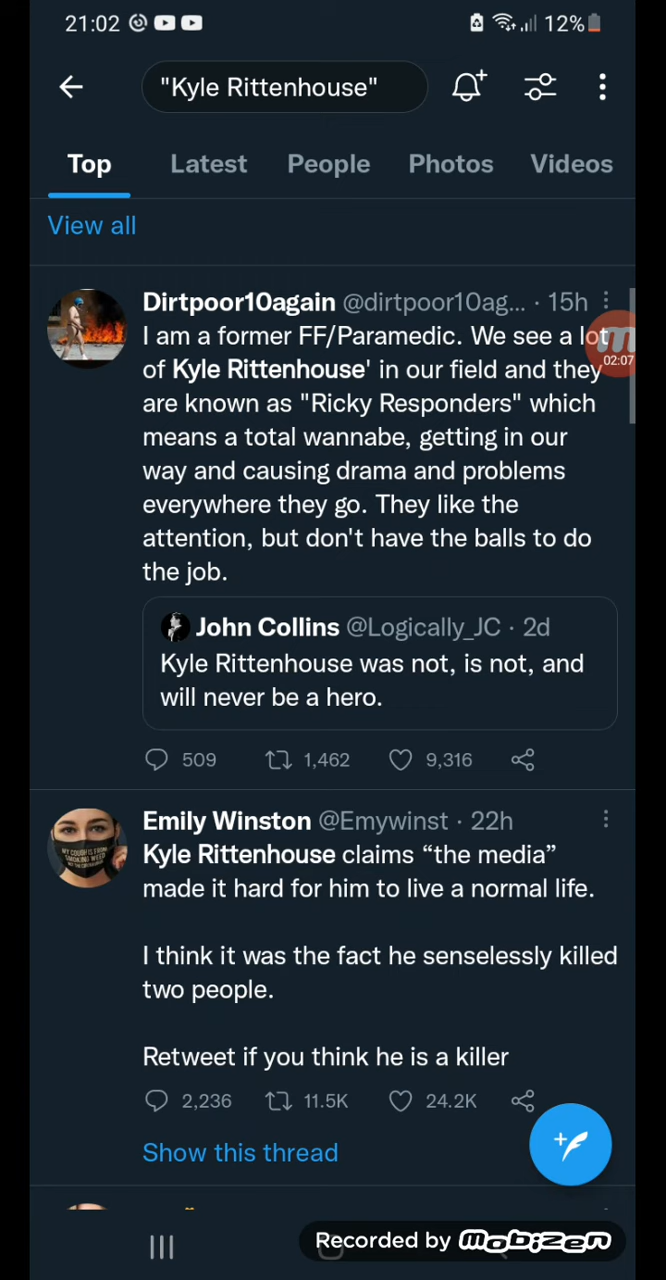 21:02 12%
"Kyle Rittenhouse"
Top Latest People Photos Videos
View all
Dirtpoor10again @dirtpoor10ag... · 15h
I am a former FF/Paramedic. We see a lot
of Kyle Rittenhouse' in our field and they
02:07
are known as "Ricky Responders" which
means a total wannabe, getting in our
way and causing drama and problems
everywhere they go. They like the
attention, but don't have the balls to do
the job.
John Collins @Logically_JC · 2d
Kyle Rittenhouse was not, is not, and
will never be a hero.
509 1,462 9,316
Emily Winston @Emywinst · 22h
Kyle Rittenhouse claims “the media”
made it hard for him to live a normal life.
I think it was the fact he senselessly killed
two people.
Retweet if you think he is a killer
2,236 11.5K 24.2K
Show this thread
Recorded by mobizen